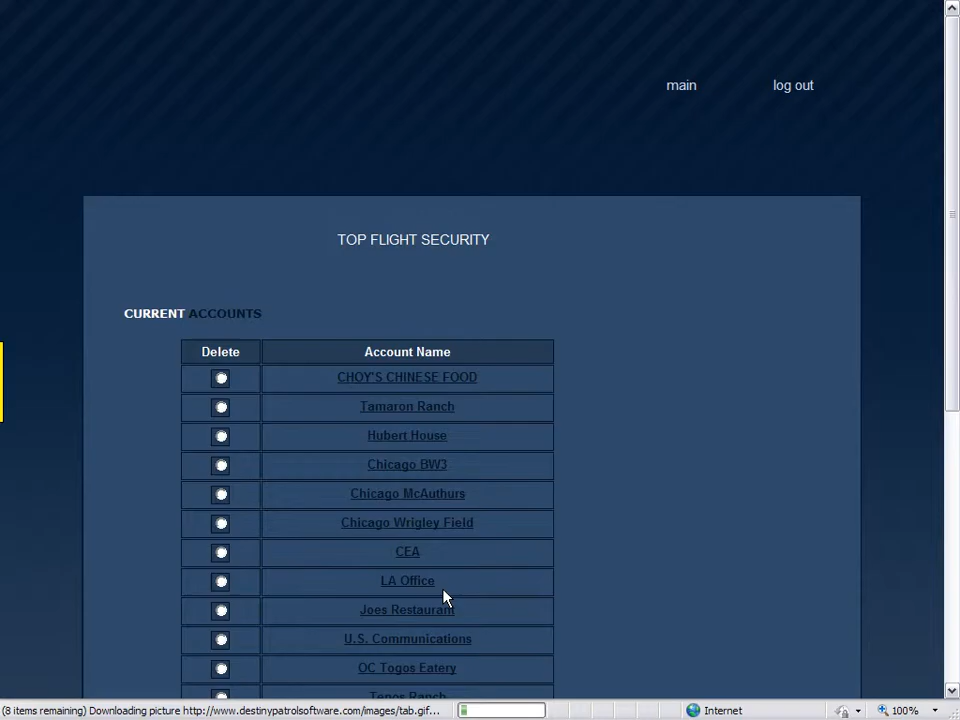 main
log out
TOP FLIGHT SECURITY
CURRENT ACCOUNTS
Delete
Account Name
CHOY'S CHINESE FOOD
Tamaron Ranch
Hubert House
Chicago BW3
Chicago McAuthurs
Chicago Wrigley Field
CEA
LA Office
Joes Restaurant
U.S. Communications
OC Togos Eatery
Tenos Ranch
(8 items remaining) Downloading picture http://www.destinypatrolsoftware.com/images/tab.gif...
Internet
100%